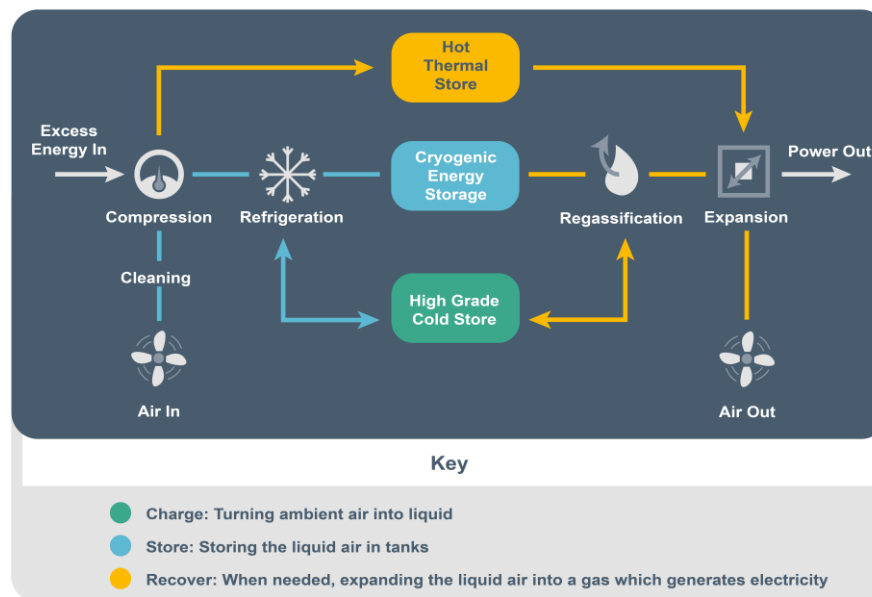 Hot
Thermal
Store
Excess
Energy In
Cryogenic
Energy
Storage
Power Out
Compression
Refrigeration
Regassification
Expansion
Cleaning
High Grade
Cold Store
Air In
Air Out
Key
Charge: Turning ambient air into liquid
Store: Storing the liquid air in tanks
Recover: When needed, expanding the liquid air into a gas which generates electricity